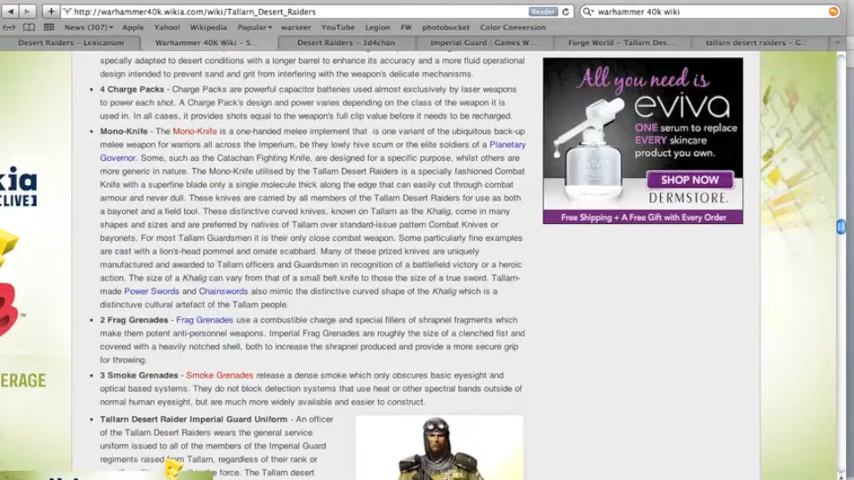 http://warhammer40k.wikia.com/wiki/Tallarn_Desert_Raiders
Reader
warhammer 40k wiki
News (307)
Apple
Yahoo!
Wikipedia
Popular
warseer
YouTube
Legion
FW
photobucket
Color Conversion
Desert Raiders – Lexicanum
Warhammer 40K Wiki – S...
Desert Raiders – 1d4chan
Imperial Guard | Games W...
Forge World – Tallarn Des...
tallarn desert raiders – G...
specally adapted to desert conditions with a longer barrel to enhance its accuracy and a more fluid operational
design intended to prevent sand and grit from interfering with the weapon's delicate mechanisms.
• 4 Charge Packs - Charge Packs are powerful capacitor batteries used almost exclusively by laser weapons
to power each shot. A Charge Pack's design and power varies depending on the class of the weapon it is
used in. In all cases, it provides shots equal to the weapon's full clip value before it needs to be recharged.
• Mono-Knife - The Mono-Knife is a one-handed melee implement that is one variant of the ubiquitous back-up
melee weapon for warriors all across the Imperium, be they lowly hive scum or the elite soldiers of a Planetary
Governor. Some, such as the Catachan Fighting Knife, are designed for a specific purpose, whilst others are
more generic in nature. The Mono-Knife utilised by the Tallarn Desert Raiders is a specially fashioned Combat
Knife with a superfine blade only a single molecule thick along the edge that can easily cut through combat
armour and never dull. These knives are carried by all members of the Tallarn Desert Raiders for use as both
a bayonet and a field tool. These distinctive curved knives, known on Tallarn as the Khalig, come in many
shapes and sizes and are preferred by natives of Tallarn over standard-issue pattern Combat Knives or
bayonets. For most Tallarn Guardsmen it is their only close combat weapon. Some particularly fine examples
are cast with a lion's-head pommel and ornate scabbard. Many of these prized knives are uniquely
manufactured and awarded to Tallarn officers and Guardsmen in recognition of a battlefield victory or a heroic
action. The size of a Khalig can vary from that of a small belt knife to those the size of a true sword. Tallarn-
made Power Swords and Chainswords also mimic the distinctive curved shape of the Khalig which is a
distinctuve cultural artefact of the Tallarn people.
• 2 Frag Grenades - Frag Grenades use a combustible charge and special fillers of shrapnel fragments which
make them potent anti-personnel weapons. Imperial Frag Grenades are roughly the size of a clenched fist and
covered with a heavily notched shell, both to increase the shrapnel produced and provide a more secure grip
for throwing.
• 3 Smoke Grenades - Smoke Grenades release a dense smoke which only obscures basic eyesight and
optical based systems. They do not block detection systems that use heat or other spectral bands outside of
normal human eyesight, but are much more widely available and easier to construct.
• Tallarn Desert Raider Imperial Guard Uniform - An officer
of the Tallarn Desert Raiders wears the general service
uniform issued to all of the members of the Imperial Guard
regiments raised from Tallarn, regardless of their rank or
in the force. The Tallarn desert
All you need is
eviva
ONE serum to replace
EVERY skincare
product you own.
eviva
SHOP NOW
DERMSTORE.
Free Shipping + A Free Gift with Every Order
kia
LIVE]
3
ERAGE